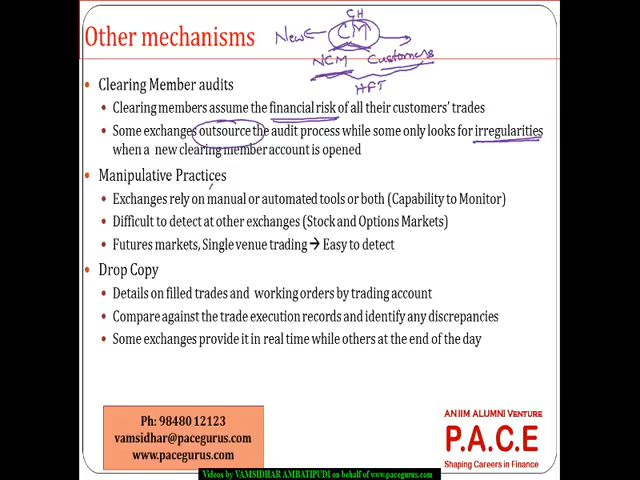 Other mechanisms
CH
New
CM
NCM Customers
HFT
Clearing Member audits
Clearing members assume the financial risk of all their customers' trades
Some exchanges outsource the audit process while some only looks for irregularities
when a new clearing member account is opened
Manipulative Practices
Exchanges rely on manual or automated tools or both (Capability to Monitor)
Difficult to detect at other exchanges (Stock and Options Markets)
Futures markets, Single venue trading → Easy to detect
Drop Copy
Details on filled trades and working orders by trading account
Compare against the trade execution records and identify any discrepancies
Some exchanges provide it in real time while others at the end of the day
Ph: 98480 12123
vamsidhar@pacegurus.com
www.pacegurus.com
AN IIM ALUMNI VENTURE
P.A.C.E
Shaping Careers in Finance
Videos by VAMSIDHAR AMBATIPUDI on behalf of www.pacegurus.com